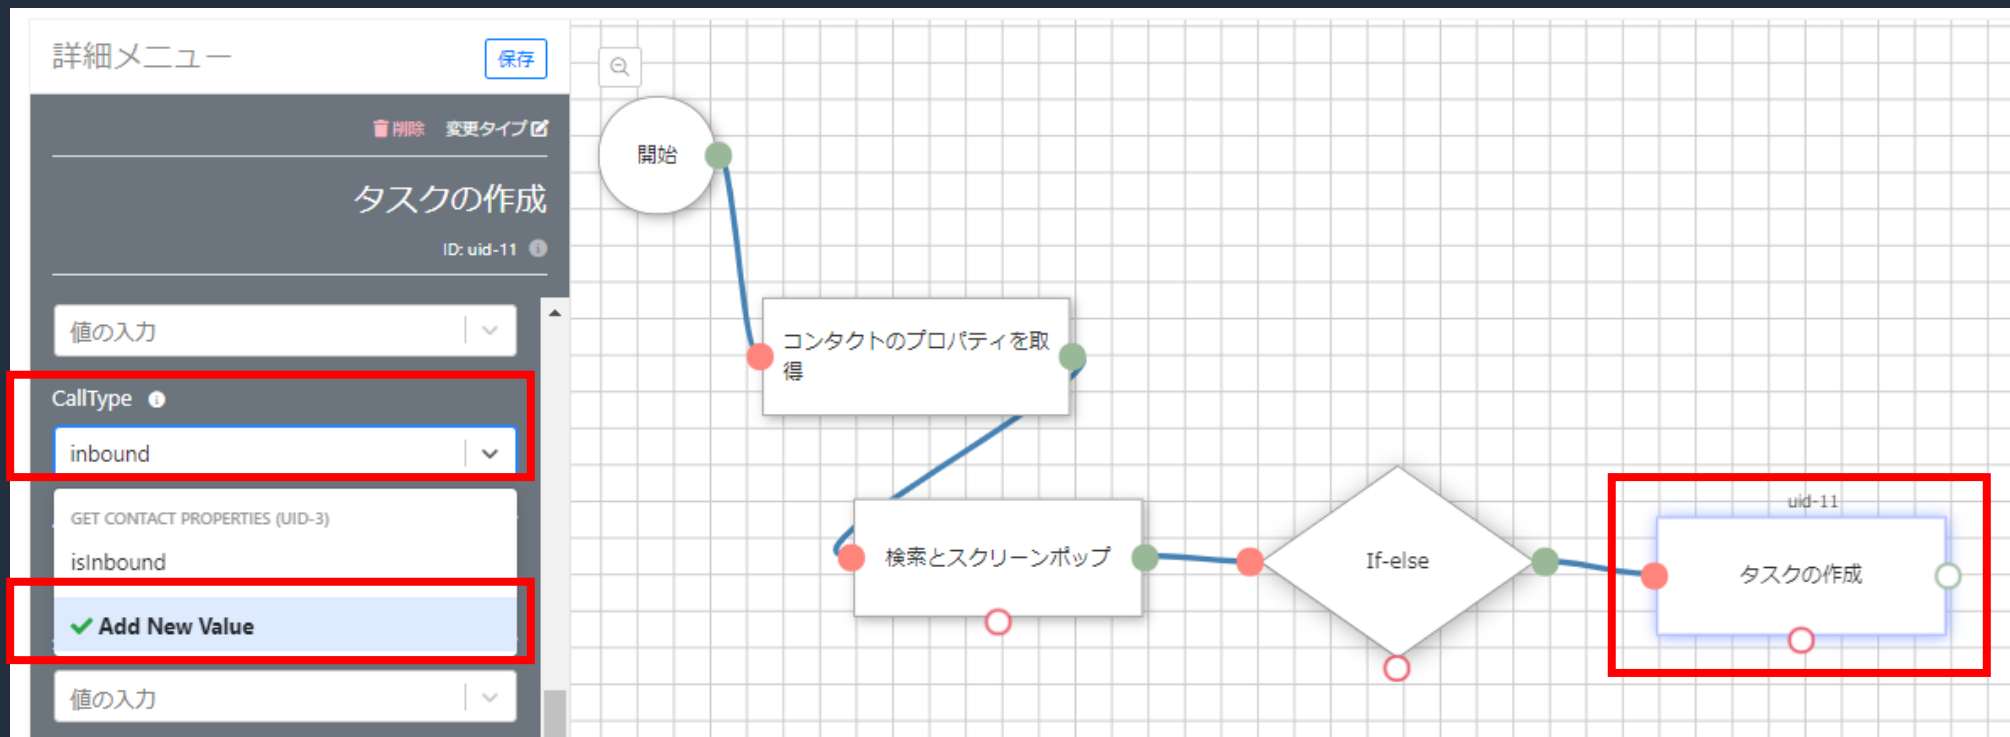 詳細メニュー
保存
削除 変更タイプ
タスクの作成
ID: uid-11
値の入力
CallType
inbound
GET CONTACT PROPERTIES (UID-3)
isInbound
Add New Value
値の入力
開始
コンタクトのプロパティを取
得
検索とスクリーンポップ
If-else
uid-11
タスクの作成